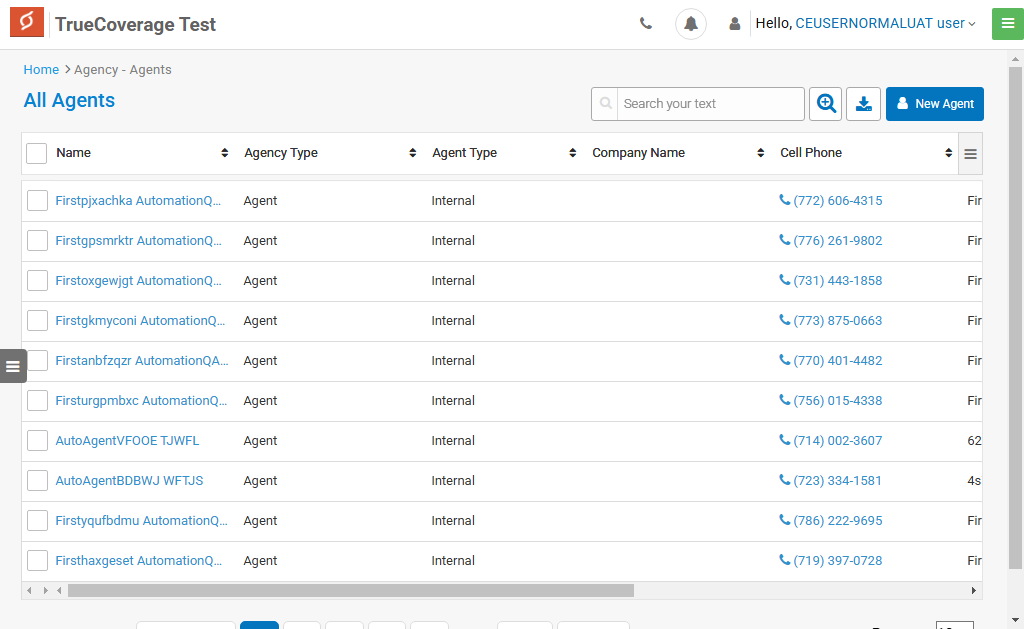 TrueCoverage Test
Hello, CEUSERNORMALUAT user
Home > Agency - Agents
All Agents
Search your text
New Agent
Name Agency Type Agent Type Company Name Cell Phone
Firstpjxachka AutomationQ... Agent Internal (772) 606-4315 Fir
Firstgpsmrktr AutomationQ... Agent Internal (776) 261-9802 Fir
Firstoxgewjgt AutomationQ... Agent Internal (731) 443-1858 Fir
Firstgkmyconi AutomationQ... Agent Internal (773) 875-0663 Fir
Firstanbfzqzr AutomationQA... Agent Internal (770) 401-4482 Fir
Firsturgpmbxc AutomationQ... Agent Internal (756) 015-4338 Fir
AutoAgentVFOOE TJWFL Agent Internal (714) 002-3607 62
AutoAgentBDBWJ WFTJS Agent Internal (723) 334-1581 4s
Firstyqufbdmu AutomationQ... Agent Internal (786) 222-9695 Fir
Firsthaxgeset AutomationQ... Agent Internal (719) 397-0728 Fir